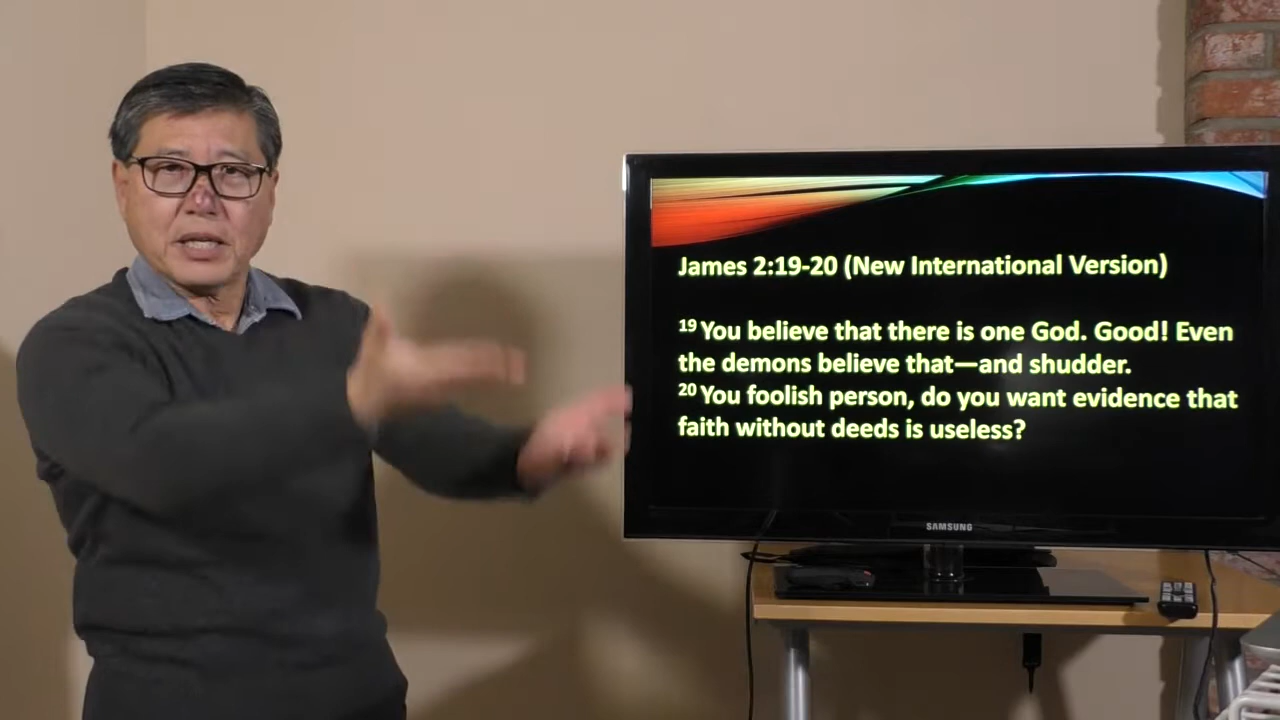 James 2:19-20 (New International Version)
19 You believe that there is one God. Good! Even
the demons believe that—and shudder.
20 You foolish person, do you want evidence that
faith without deeds is useless?
SAMSUNG